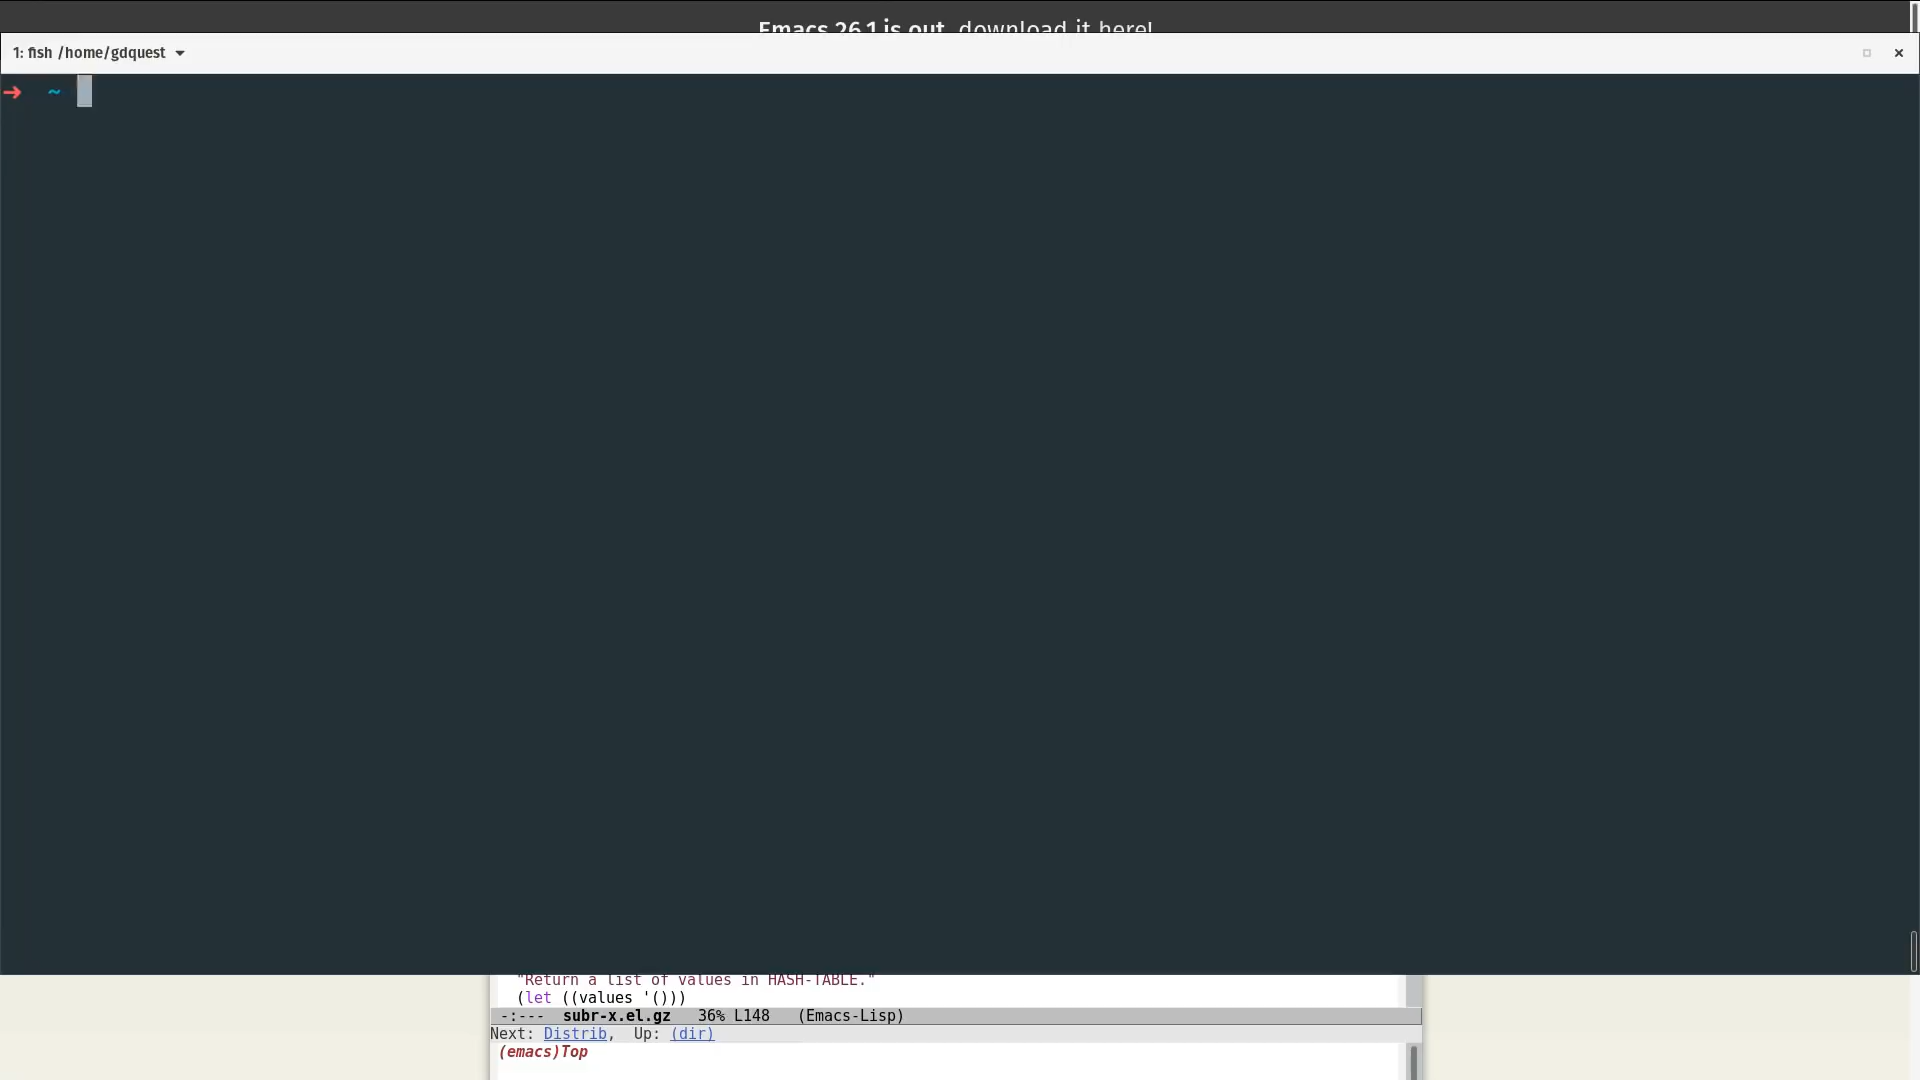 Emacs 26.1 is out, download it here!
1: fish /home/gdquest
➜ ~
"Return a list of values in HASH-TABLE."
(let ((values '()))
-:--- subr-x.el.gz 36% L148 (Emacs-Lisp)
Next: Distrib, Up: (dir)
(emacs)Top